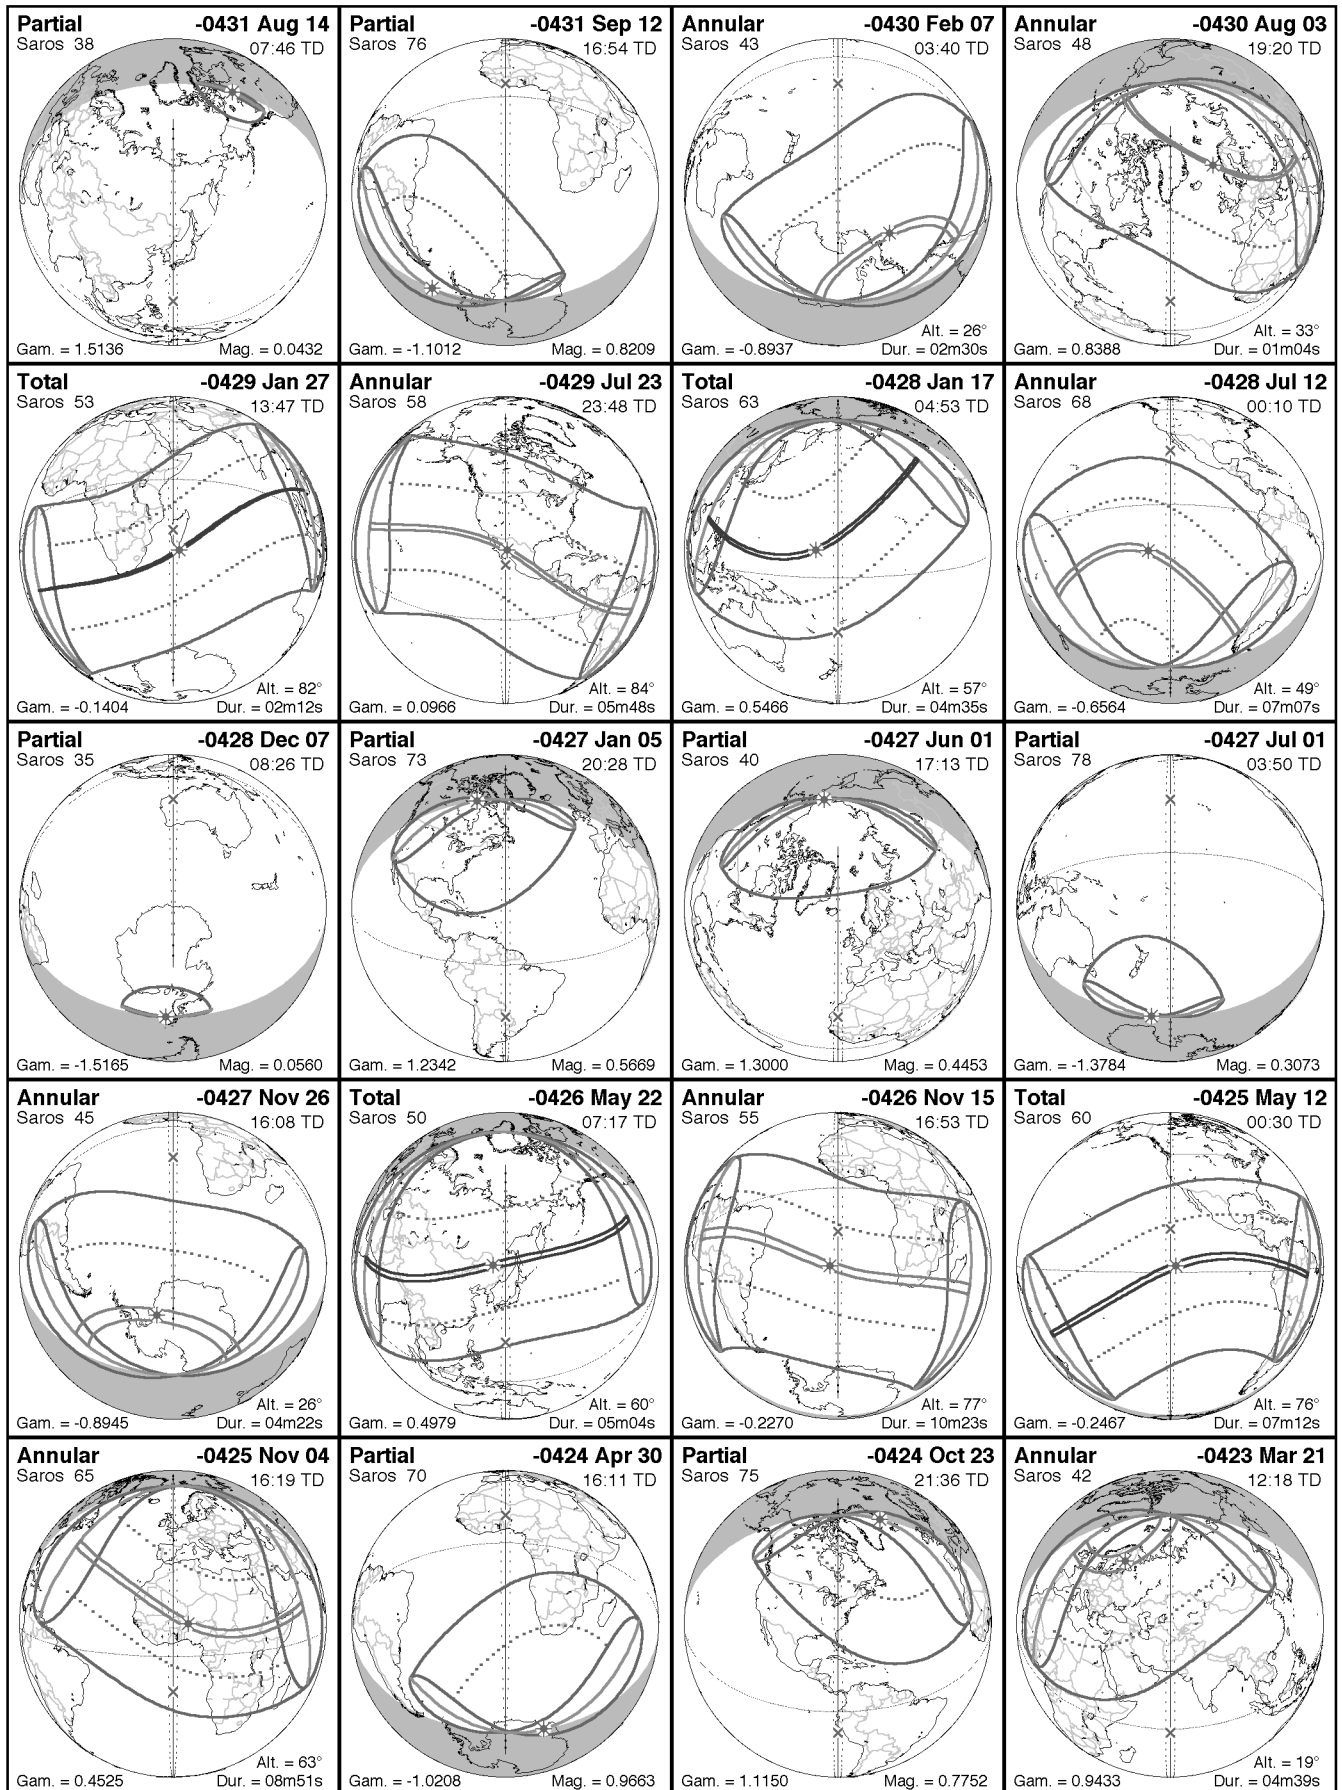 Partial -0431 Aug 14
Saros 38 07:46 TD
Gam. = 1.5136 Mag. = 0.0432
Partial -0431 Sep 12
Saros 76 16:54 TD
Gam. = -1.1012 Mag. = 0.8209
Annular -0430 Feb 07
Saros 43 03:40 TD
Alt. = 26°
Gam. = -0.8937 Dur. = 02m30s
Annular -0430 Aug 03
Saros 48 19:20 TD
Alt. = 33°
Gam. = 0.8388 Dur. = 01m04s
Total -0429 Jan 27
Saros 53 13:47 TD
Alt. = 82°
Gam. = -0.1404 Dur. = 02m12s
Annular -0429 Jul 23
Saros 58 23:48 TD
Alt. = 84°
Gam. = 0.0966 Dur. = 05m48s
Total -0428 Jan 17
Saros 63 04:53 TD
Alt. = 57°
Gam. = 0.5466 Dur. = 04m35s
Annular -0428 Jul 12
Saros 68 00:10 TD
Alt. = 49°
Gam. = -0.6564 Dur. = 07m07s
Partial -0428 Dec 07
Saros 35 08:26 TD
Gam. = -1.5165 Mag. = 0.0560
Partial -0427 Jan 05
Saros 73 20:28 TD
Gam. = 1.2342 Mag. = 0.5669
Partial -0427 Jun 01
Saros 40 17:13 TD
Gam. = 1.3000 Mag. = 0.4453
Partial -0427 Jul 01
Saros 78 03:50 TD
Gam. = -1.3784 Mag. = 0.3073
Annular -0427 Nov 26
Saros 45 16:08 TD
Alt. = 26°
Gam. = -0.8945 Dur. = 04m22s
Total -0426 May 22
Saros 50 07:17 TD
Alt. = 60°
Gam. = 0.4979 Dur. = 05m04s
Annular -0426 Nov 15
Saros 55 16:53 TD
Alt. = 77°
Gam. = -0.2270 Dur. = 10m23s
Total -0425 May 12
Saros 60 00:30 TD
Alt. = 76°
Gam. = -0.2467 Dur. = 07m12s
Annular -0425 Nov 04
Saros 65 16:19 TD
Alt. = 63°
Gam. = 0.4525 Dur. = 08m51s
Partial -0424 Apr 30
Saros 70 16:11 TD
Gam. = -1.0208 Mag. = 0.9663
Partial -0424 Oct 23
Saros 75 21:36 TD
Gam. = 1.1150 Mag. = 0.7752
Annular -0423 Mar 21
Saros 42 12:18 TD
Alt. = 19°
Gam. = 0.9433 Dur. = 04m39s